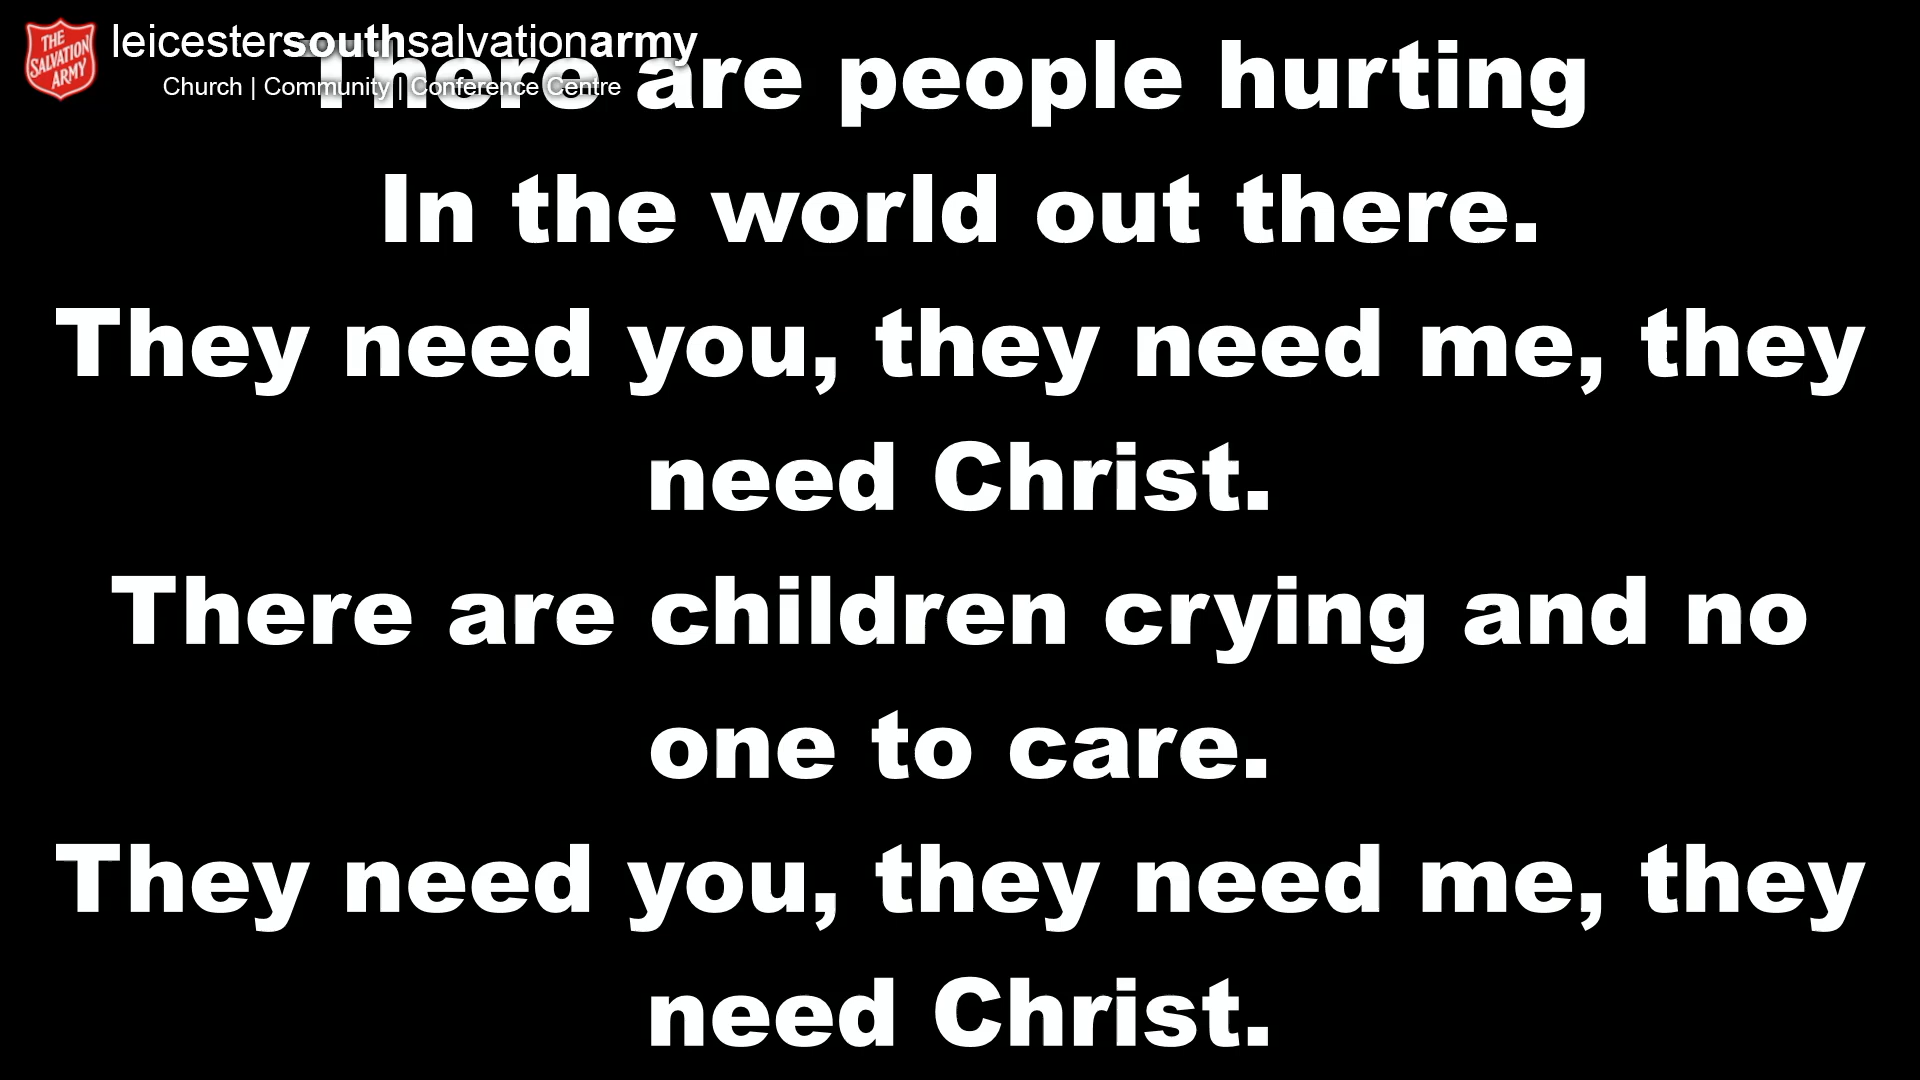 THE
SALVATION
ARMY
leicestersouthsalvationarmy
Church | Community | Conference Centre
There are people hurting
In the world out there.
They need you, they need me, they
need Christ.
There are children crying and no
one to care.
They need you, they need me, they
need Christ.